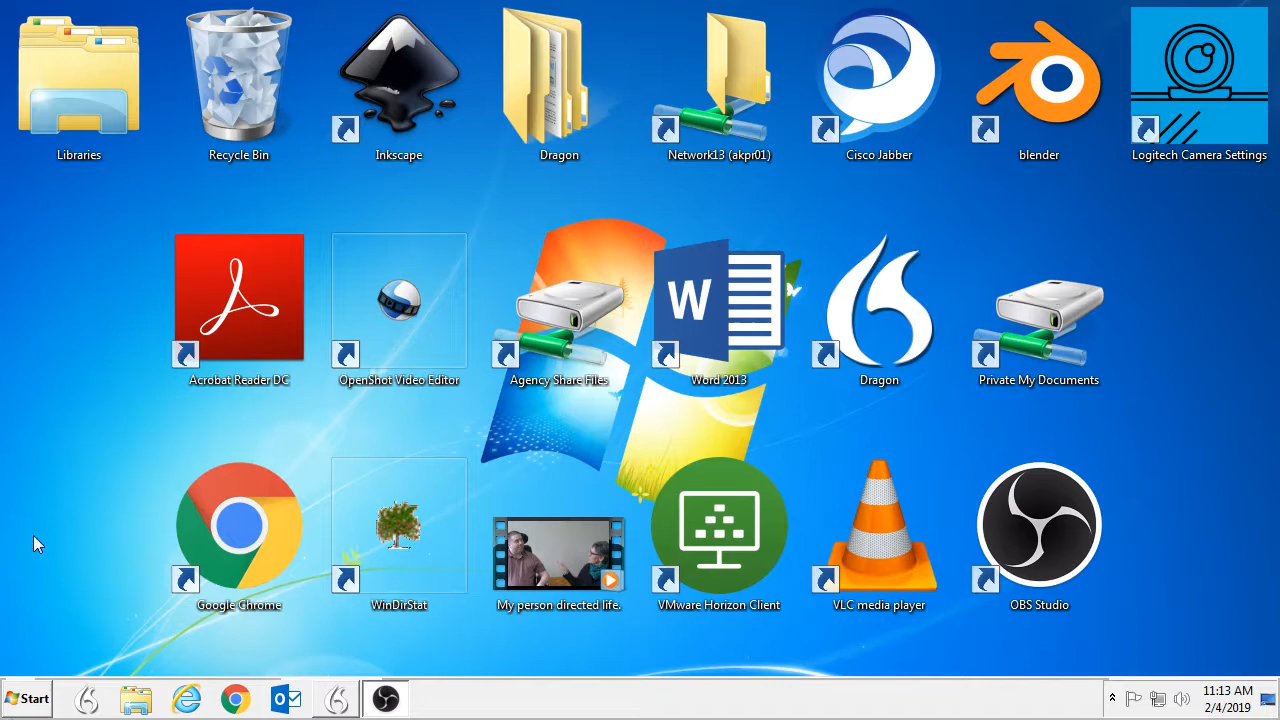 Libraries
Recycle Bin
Inkscape
Dragon
Network13 (akpr01)
Cisco Jabber
blender
Logitech Camera Settings
Acrobat Reader DC
OpenShot Video Editor
Agency Share Files
W
Word 2013
Dragon
Private My Documents
Google Chrome
WinDirStat
My person directed life.
VMware Horizon Client
VLC media player
OBS Studio
Start
11:13 AM
2/4/2019